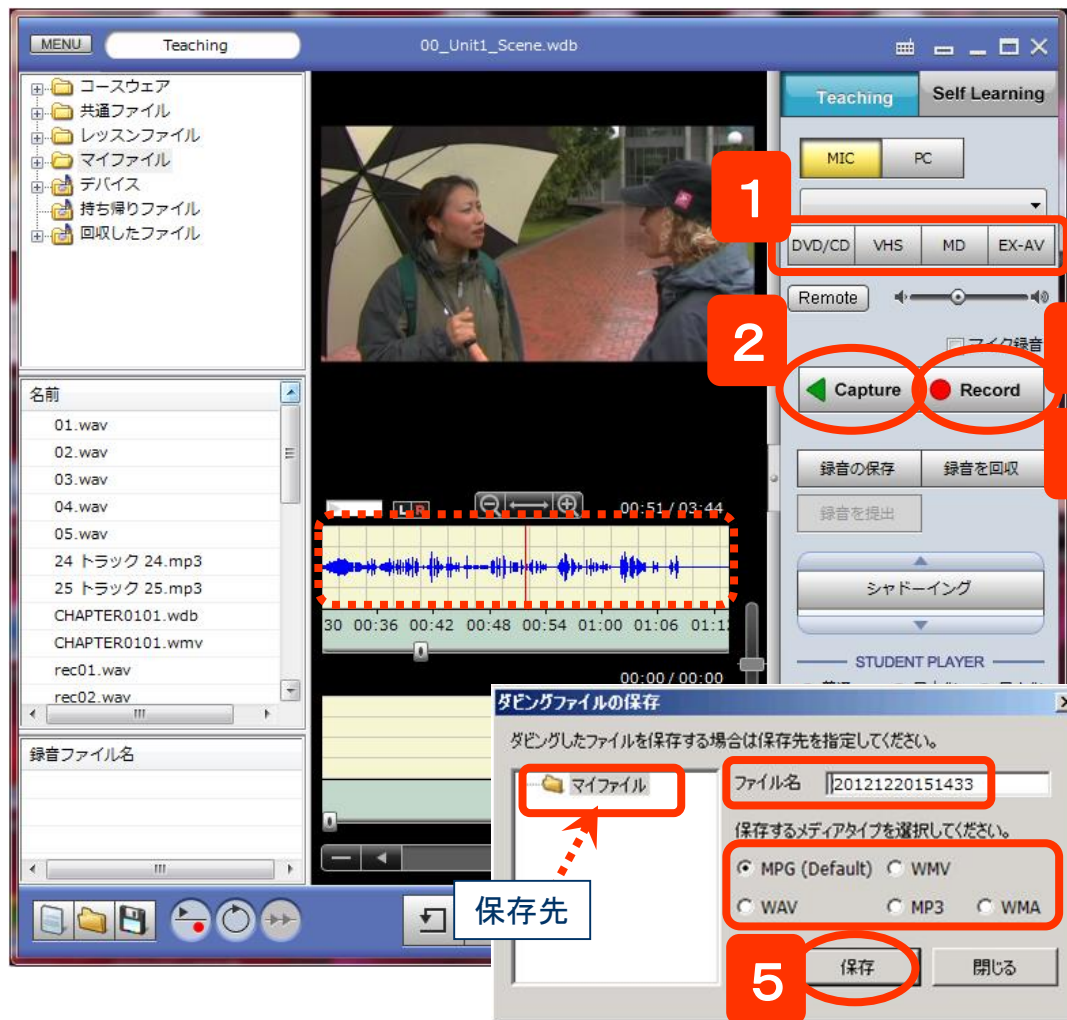 MENU
Teaching
00_Unit1_Scene.wdb
コースウェア
共通ファイル
レッスンファイル
マイファイル
デバイス
持ち帰りファイル
回収したファイル
名前
01.wav
02.wav
03.wav
04.wav
05.wav
24 トラック 24.mp3
25 トラック 25.mp3
CHAPTER0101.wdb
CHAPTER0101.wmv
rec01.wav
rec02.wav
録音ファイル名
L R
00:51 / 03:44
30 00:36 00:42 00:48 00:54 01:00 01:06
00:00 / 00:00
Teaching
Self Learning
MIC
PC
1
DVD/CD VHS MD EX-AV
Remote
2
マイク録音
Capture
Record
録音の保存
録音を回収
録音を提出
シャドーイング
STUDENT PLAYER
ダビングファイルの保存
ダビングしたファイルを保存する場合は保存先を指定してください。
マイファイル
保存先
ファイル名
20121220151433
保存するメディアタイプを選択してください。
MPG (Default) WMV
WAV MP3 WMA
5
保存
閉じる